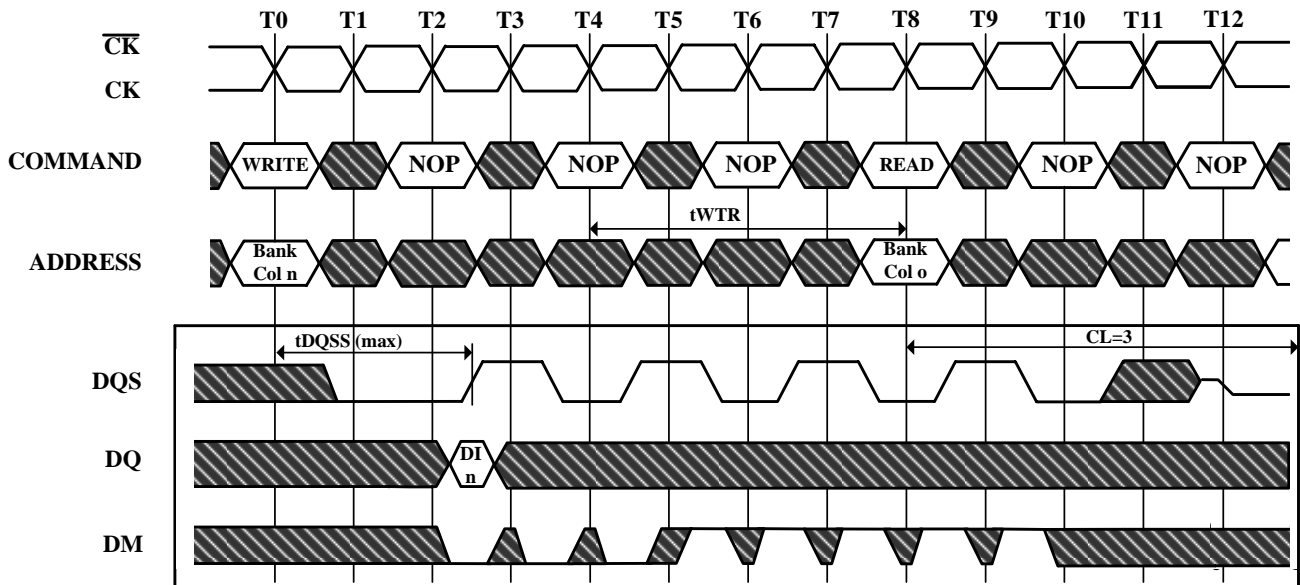 T0 T1 T2 T3 T4 T5 T6 T7 T8 T9 T10 T11 T12
CK
CK
COMMAND WRITE NOP NOP NOP READ NOP NOP
tWTR
ADDRESS Bank Col n Bank Col o
tDQSS (max) CL=3
DQS
DQ DI n
DM